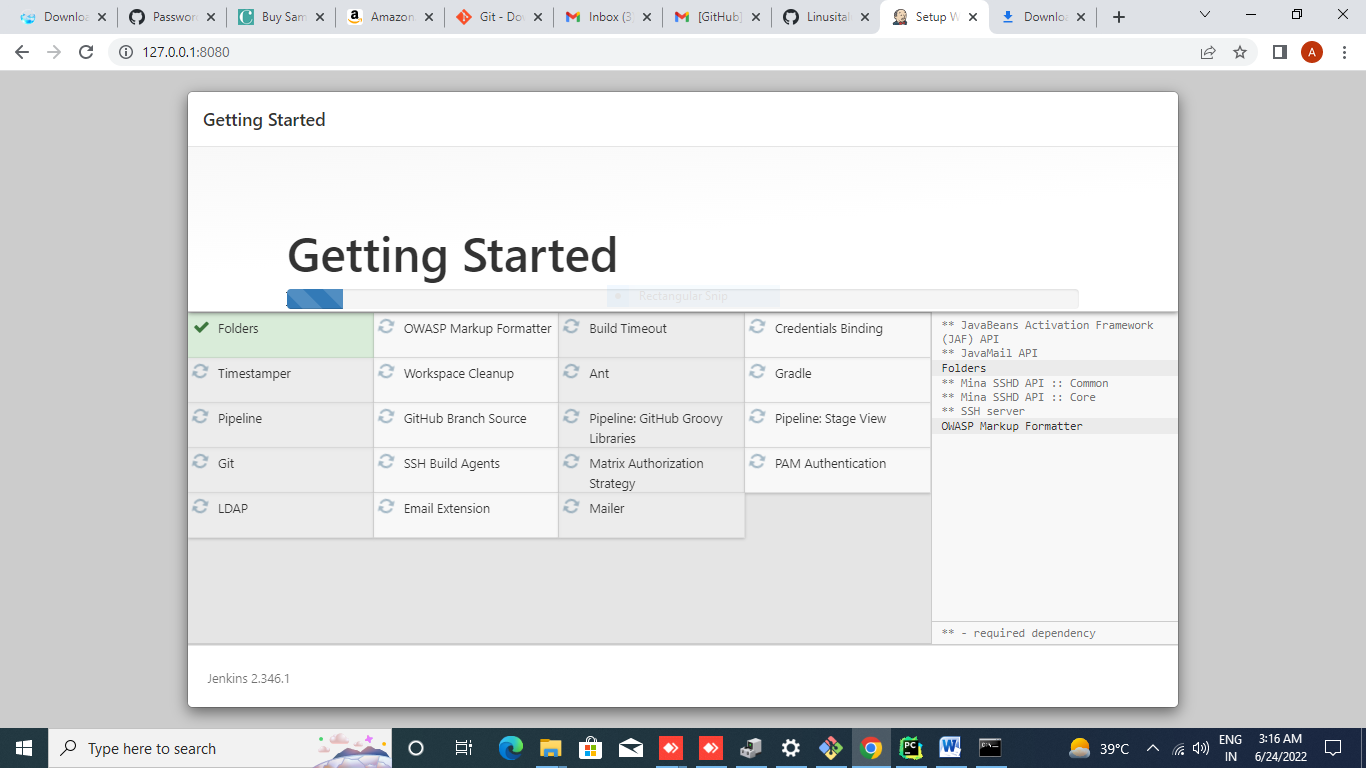 Downloa
Passwor
Buy Sam
Amazon
Git - Do
Inbox (3
[GitHub]
Linusital
Setup W
Downloa
127.0.0.1:8080
A
Getting Started
Getting Started
Rectangular Snip
Folders
OWASP Markup Formatter
Build Timeout
Credentials Binding
Timestamper
Workspace Cleanup
Ant
Gradle
Pipeline
GitHub Branch Source
Pipeline: GitHub Groovy
Libraries
Pipeline: Stage View
Git
SSH Build Agents
Matrix Authorization
Strategy
PAM Authentication
LDAP
Email Extension
Mailer
** JavaBeans Activation Framework
(JAF) API
** JavaMail API
Folders
** Mina SSHD API :: Common
** Mina SSHD API :: Core
** SSH server
OWASP Markup Formatter
** - required dependency
Jenkins 2.346.1
Type here to search
39°C
ENG
IN
3:16 AM
6/24/2022